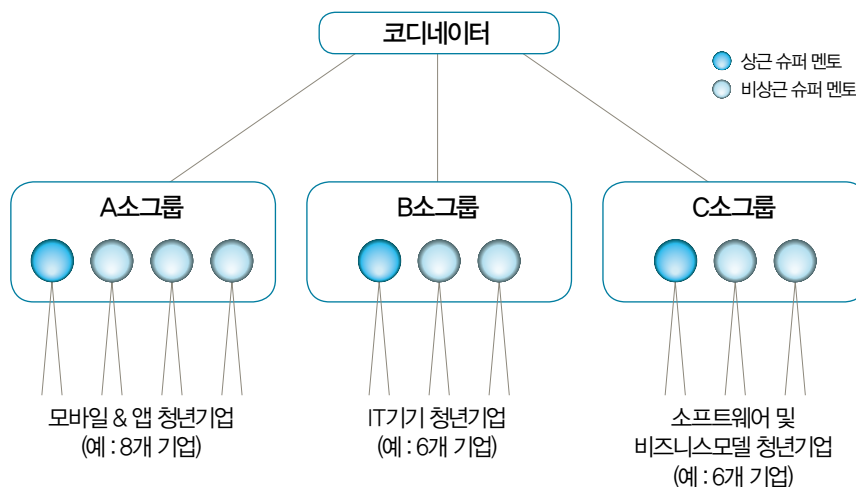 코디네이터
상근 슈퍼 멘토
비상근 슈퍼 멘토
A소그룹
B소그룹
C소그룹
모바일 & 앱 청년기업
(예 : 8개 기업)
IT기기 청년기업
(예 : 6개 기업)
소프트웨어 및
비즈니스모델 청년기업
(예 : 6개 기업)